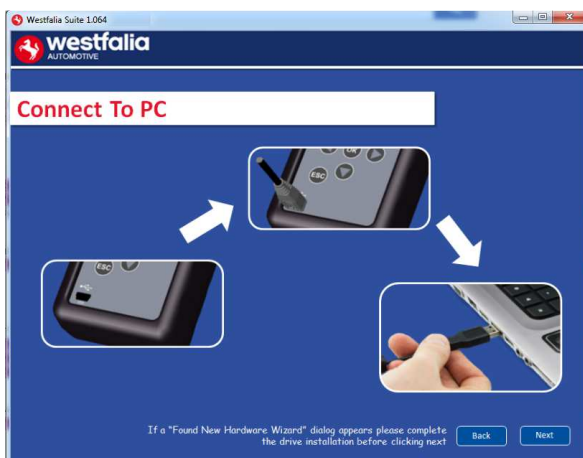 Westfalia Suite 1.064
westfalia
AUTOMOTIVE
Connect To PC
OK
ESC
ESC
If a "Found New Hardware Wizard" dialog appears please complete
the drive installation before clicking next
Back
Next